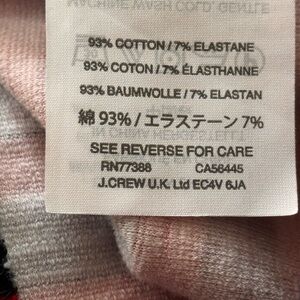 93% COTTON / 7% ELASTANE
93% COTON / 7% ÉLASTHANNE
93% BAUMWOLLE / 7% ELASTAN
綿 93% / エラステーン 7%
SEE REVERSE FOR CARE
RN77388 CA56445
J.CREW U.K. Ltd EC4V 6JA